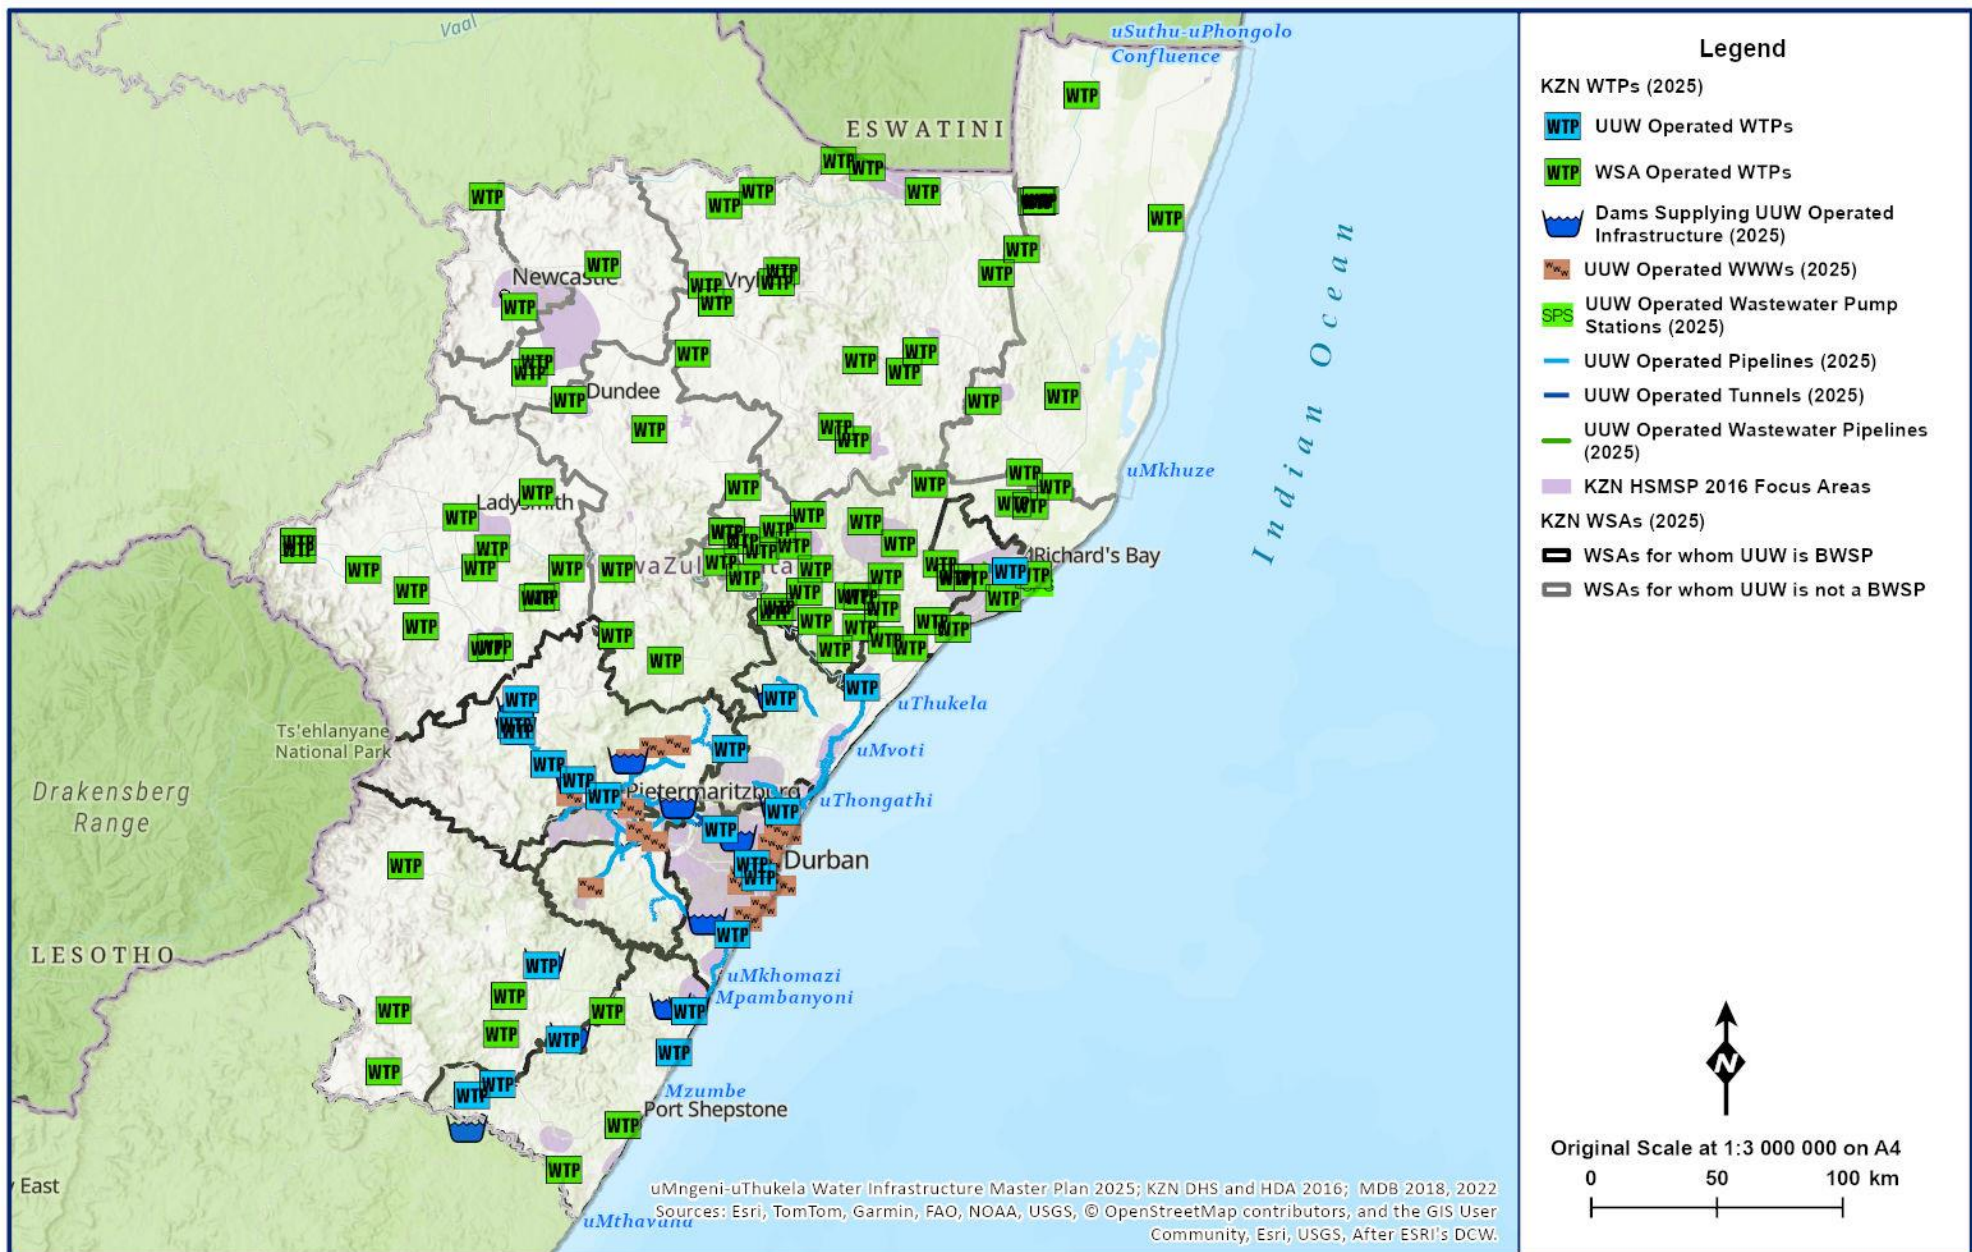 Vaal
uSuthu-uPhongolo
Confluence
ESWATINI
Newcastle
Dundee
Ladysmith
uMkhuze
Richard's Bay
Indian Ocean
uThukela
uMvoti
Ts'ehlanyane
National Park
Drakensberg
Range
Pietermaritzburg
uThongathi
Durban
LESOTHO
uMkhomazi
Mpambanyoni
Mzumbe
Port Shepstone
East
uMthavuna
uMngeni-uThukela Water Infrastructure Master Plan 2025; KZN DHS and HDA 2016; MDB 2018, 2022
Sources: Esri, TomTom, Garmin, FAO, NOAA, USGS, © OpenStreetMap contributors, and the GIS User
Community, Esri, USGS, After ESRI's DCW.
Legend
KZN WTPs (2025)
WTP UUW Operated WTPs
WTP WSA Operated WTPs
Dams Supplying UUW Operated
Infrastructure (2025)
WWW UUW Operated WWWs (2025)
SPS UUW Operated Wastewater Pump
Stations (2025)
UUW Operated Pipelines (2025)
UUW Operated Tunnels (2025)
UUW Operated Wastewater Pipelines
(2025)
KZN HSMSP 2016 Focus Areas
KZN WSAs (2025)
WSAs for whom UUW is BWSP
WSAs for whom UUW is not a BWSP
N
Original Scale at 1:3 000 000 on A4
0 50 100 km